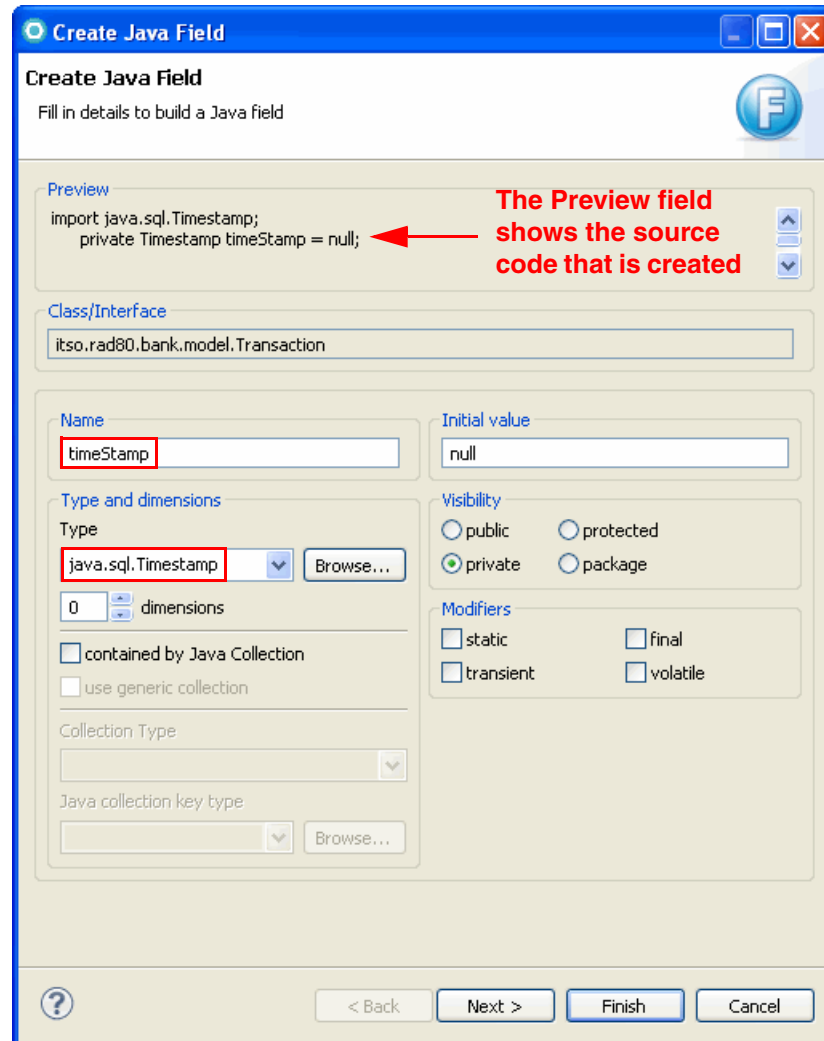 Create Java Field
Create Java Field
Fill in details to build a Java field
F
Preview
import java.sql.Timestamp;
private Timestamp timeStamp = null;
The Preview field
shows the source
code that is created
Class/Interface
itso.rad80.bank.model.Transaction
Name
timeStamp
Initial value
null
Type and dimensions
Type
java.sql.Timestamp
Browse...
0 dimensions
contained by Java Collection
use generic collection
Collection Type
Java collection key type
Browse...
Visibility
public protected
private package
Modifiers
static final
transient volatile
?
< Back Next > Finish Cancel